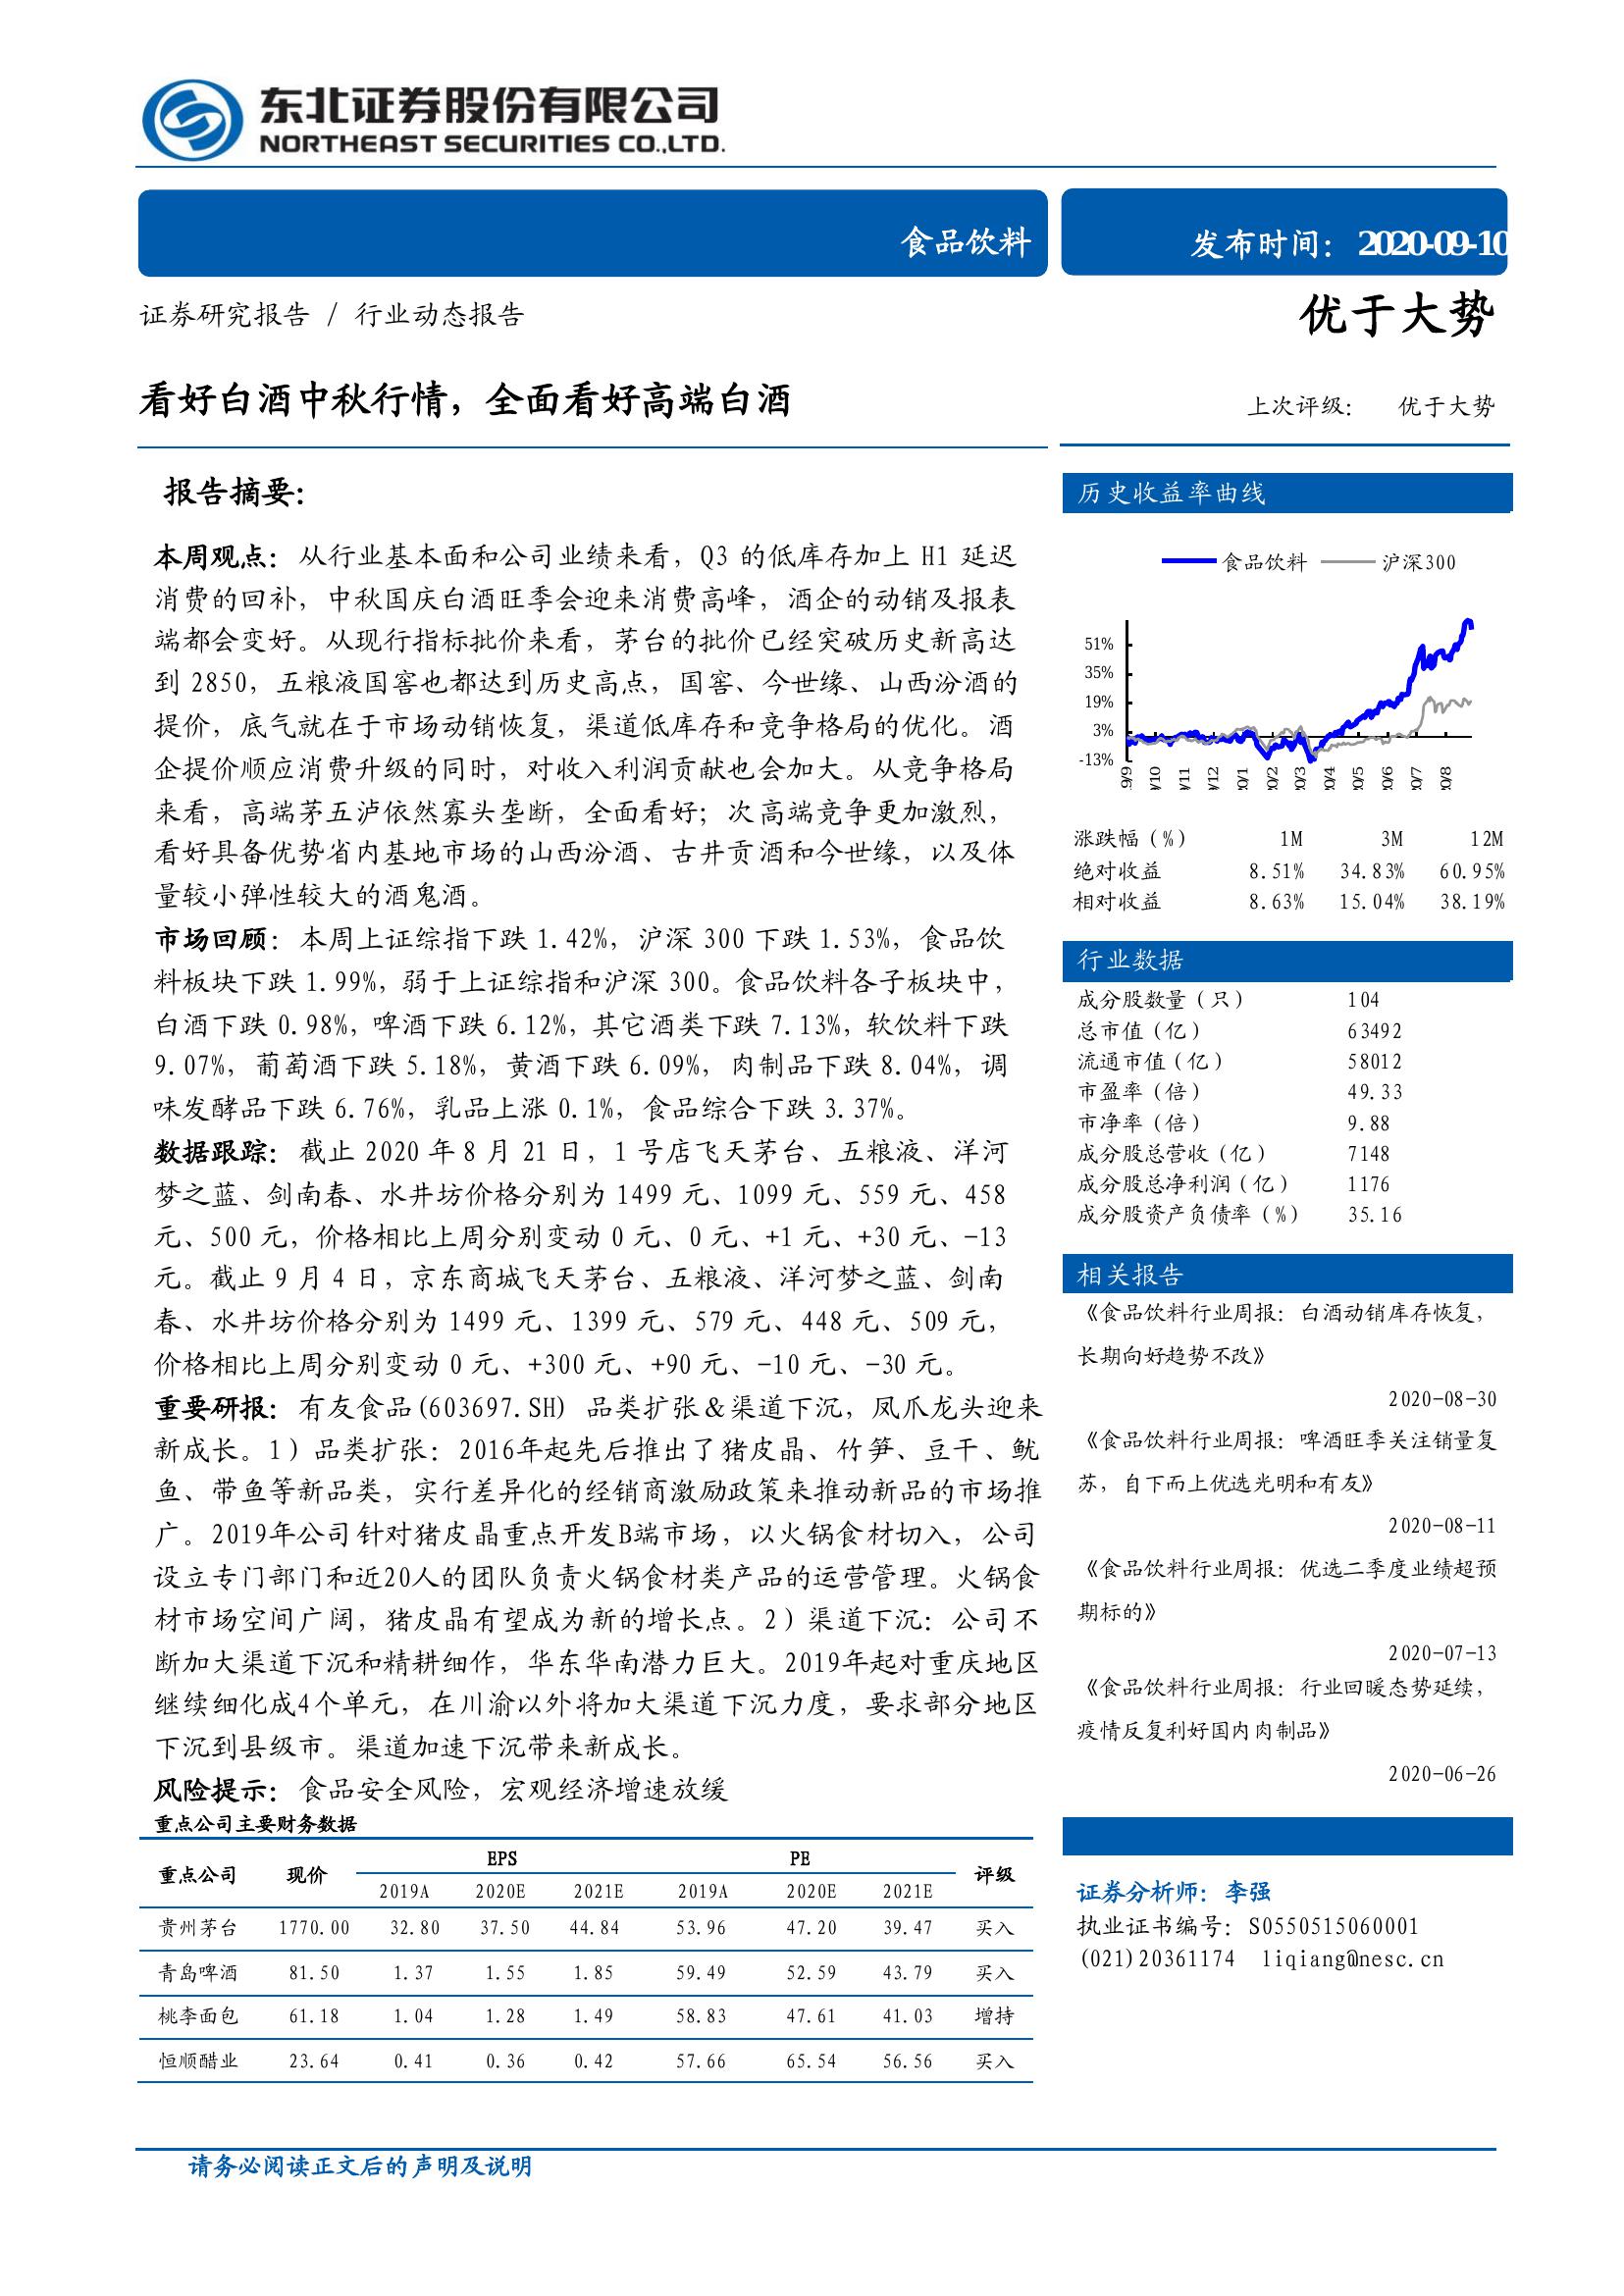 东北证券股份有限公司
NORTHEAST SECURITIES CO.,LTD.
食品饮料
发布时间：2020-09-10
证券研究报告 / 行业动态报告
优于大势
看好白酒中秋行情，全面看好高端白酒
上次评级： 优于大势
报告摘要：
本周观点：从行业基本面和公司业绩来看，Q3 的低库存加上 H1 延迟
消费的回补，中秋国庆白酒旺季会迎来消费高峰，酒企的动销及报表
端都会变好。从现行指标批价来看，茅台的批价已经突破历史新高达
到 2850，五粮液国窖也都达到历史高点，国窖、今世缘、山西汾酒的
提价，底气就在于市场动销恢复，渠道低库存和竞争格局的优化。酒
企提价顺应消费升级的同时，对收入利润贡献也会加大。从竞争格局
来看，高端茅五泸依然寡头垄断，全面看好；次高端竞争更加激烈，
看好具备优势省内基地市场的山西汾酒、古井贡酒和今世缘，以及体
量较小弹性较大的酒鬼酒。
市场回顾：本周上证综指下跌 1.42%，沪深 300 下跌 1.53%，食品饮
料板块下跌 1.99%，弱于上证综指和沪深 300。食品饮料各子板块中，
白酒下跌 0.98%，啤酒下跌 6.12%，其它酒类下跌 7.13%，软饮料下跌
9.07%，葡萄酒下跌 5.18%，黄酒下跌 6.09%，肉制品下跌 8.04%，调
味发酵品下跌 6.76%，乳品上涨 0.1%，食品综合下跌 3.37%。
数据跟踪：截止 2020 年 8 月 21 日，1 号店飞天茅台、五粮液、洋河
梦之蓝、剑南春、水井坊价格分别为 1499 元、1099 元、559 元、458
元、500 元，价格相比上周分别变动 0 元、0 元、+1 元、+30 元、-13
元。截止 9 月 4 日，京东商城飞天茅台、五粮液、洋河梦之蓝、剑南
春、水井坊价格分别为 1499 元、1399 元、579 元、448 元、509 元，
价格相比上周分别变动 0 元、+300 元、+90 元、-10 元、-30 元。
重要研报：有友食品(603697.SH) 品类扩张＆渠道下沉，凤爪龙头迎来
新成长。1）品类扩张：2016年起先后推出了猪皮晶、竹笋、豆干、鱿
鱼、带鱼等新品类，实行差异化的经销商激励政策来推动新品的市场推
广。2019年公司针对猪皮晶重点开发B端市场，以火锅食材切入，公司
设立专门部门和近20人的团队负责火锅食材类产品的运营管理。火锅食
材市场空间广阔，猪皮晶有望成为新的增长点。2）渠道下沉：公司不
断加大渠道下沉和精耕细作，华东华南潜力巨大。2019年起对重庆地区
继续细化成4个单元，在川渝以外将加大渠道下沉力度，要求部分地区
下沉到县级市。渠道加速下沉带来新成长。
风险提示：食品安全风险，宏观经济增速放缓
重点公司主要财务数据
重点公司 现价 EPS PE 评级
2019A 2020E 2021E 2019A 2020E 2021E
贵州茅台 1770.00 32.80 37.50 44.84 53.96 47.20 39.47 买入
青岛啤酒 81.50 1.37 1.55 1.85 59.49 52.59 43.79 买入
桃李面包 61.18 1.04 1.28 1.49 58.83 47.61 41.03 增持
恒顺醋业 23.64 0.41 0.36 0.42 57.66 65.54 56.56 买入
历史收益率曲线
食品饮料 沪深300
51%
35%
19%
3%
-13%
9/9 /10 /11 /12 0/1 0/2 0/3 0/4 0/5 0/6 0/7 0/8
涨跌幅（%） 1M 3M 12M
绝对收益 8.51% 34.83% 60.95%
相对收益 8.63% 15.04% 38.19%
行业数据
成分股数量（只） 104
总市值（亿） 63492
流通市值（亿） 58012
市盈率（倍） 49.33
市净率（倍） 9.88
成分股总营收（亿） 7148
成分股总净利润（亿） 1176
成分股资产负债率（%） 35.16
相关报告
《食品饮料行业周报：白酒动销库存恢复，
长期向好趋势不改》
2020-08-30
《食品饮料行业周报：啤酒旺季关注销量复
苏，自下而上优选光明和有友》
2020-08-11
《食品饮料行业周报：优选二季度业绩超预
期标的》
2020-07-13
《食品饮料行业周报：行业回暖态势延续，
疫情反复利好国内肉制品》
2020-06-26
证券分析师：李强
执业证书编号：S0550515060001
(021)20361174 liqiang@nesc.cn
请务必阅读正文后的声明及说明